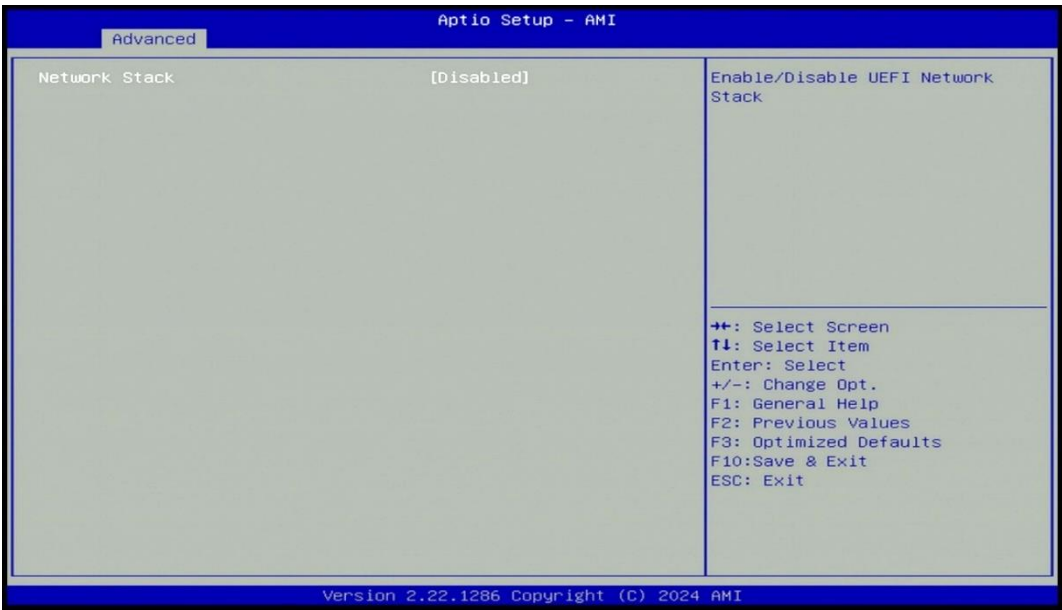 Aptio Setup - AMI
Advanced
Network Stack [Disabled]
Enable/Disable UEFI Network
Stack
→←: Select Screen
↑↓: Select Item
Enter: Select
+/-: Change Opt.
F1: General Help
F2: Previous Values
F3: Optimized Defaults
F10:Save & Exit
ESC: Exit
Version 2.22.1286 Copyright (C) 2024 AMI